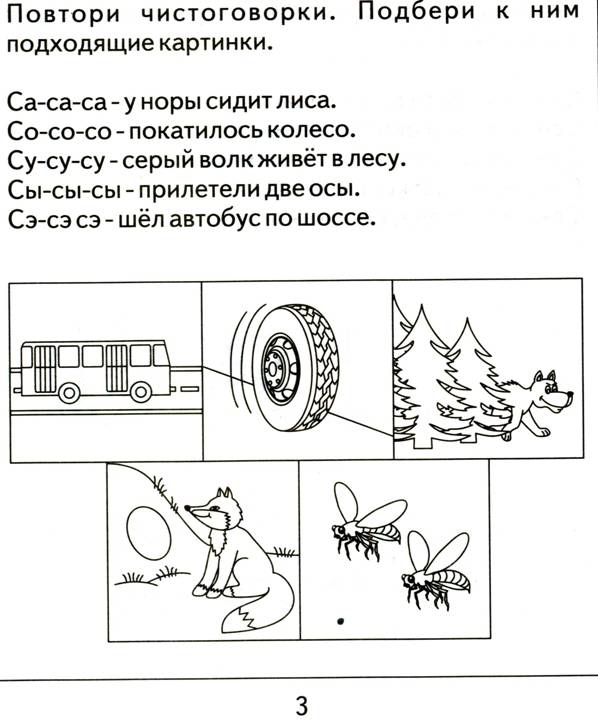 Повтори чистоговорки. Подбери к ним
подходящие картинки.
Са-са-са - у норы сидит лиса.
Со-со-со - покатилось колесо.
Су-су-су - серый волк живёт в лесу.
Сы-сы-сы - прилетели две осы.
Сэ-сэ сэ - шёл автобус по шоссе.
3